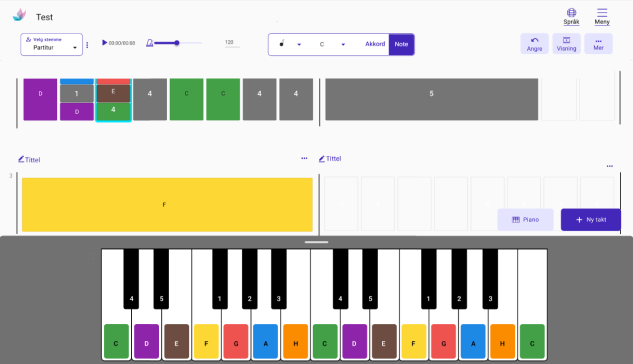 Test
Språk
Meny
Velg stemme
Partitur
00:00/00:00
120
C
Akkord
Note
Angre
Visning
Mer
D 1 E 4 C C 4 4 5
D 4
Tittel
Tittel
3
F
Piano
Ny takt
4 5 1 2 3 4 5 1 2 3
C D E F G A H C D E F G A H C